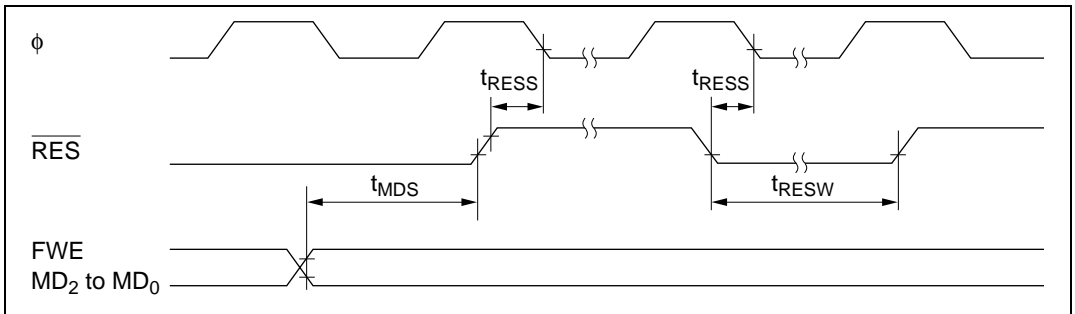 ϕ
tRESS tRESS
RES
tMDS tRESW
FWE
MD2 to MD0